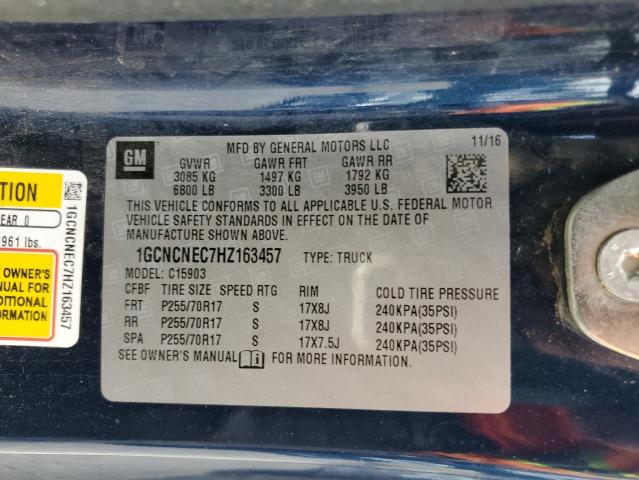 GM
MFD BY GENERAL MOTORS LLC 11/16
GVWR GAWR FRT GAWR RR
3085 KG 1497 KG 1792 KG
6800 LB 3300 LB 3950 LB
THIS VEHICLE CONFORMS TO ALL APPLICABLE U.S. FEDERAL MOTOR
VEHICLE SAFETY STANDARDS IN EFFECT ON THE DATE OF
MANUFACTURE SHOWN ABOVE.
1GCNCNEC7HZ163457 TYPE: TRUCK
MODEL: C15903
CFBF TIRE SIZE SPEED RTG RIM COLD TIRE PRESSURE
FRT P255/70R17 S 17X8J 240KPA(35PSI)
RR P255/70R17 S 17X8J 240KPA(35PSI)
SPA P255/70R17 S 17X7.5J 240KPA(35PSI)
SEE OWNER'S MANUAL FOR MORE INFORMATION.
TION
EAR 0
961 lbs.
E OWNER'S
NUAL FOR
DITIONAL
ORMATION
1GCNCNEC7HZ163457